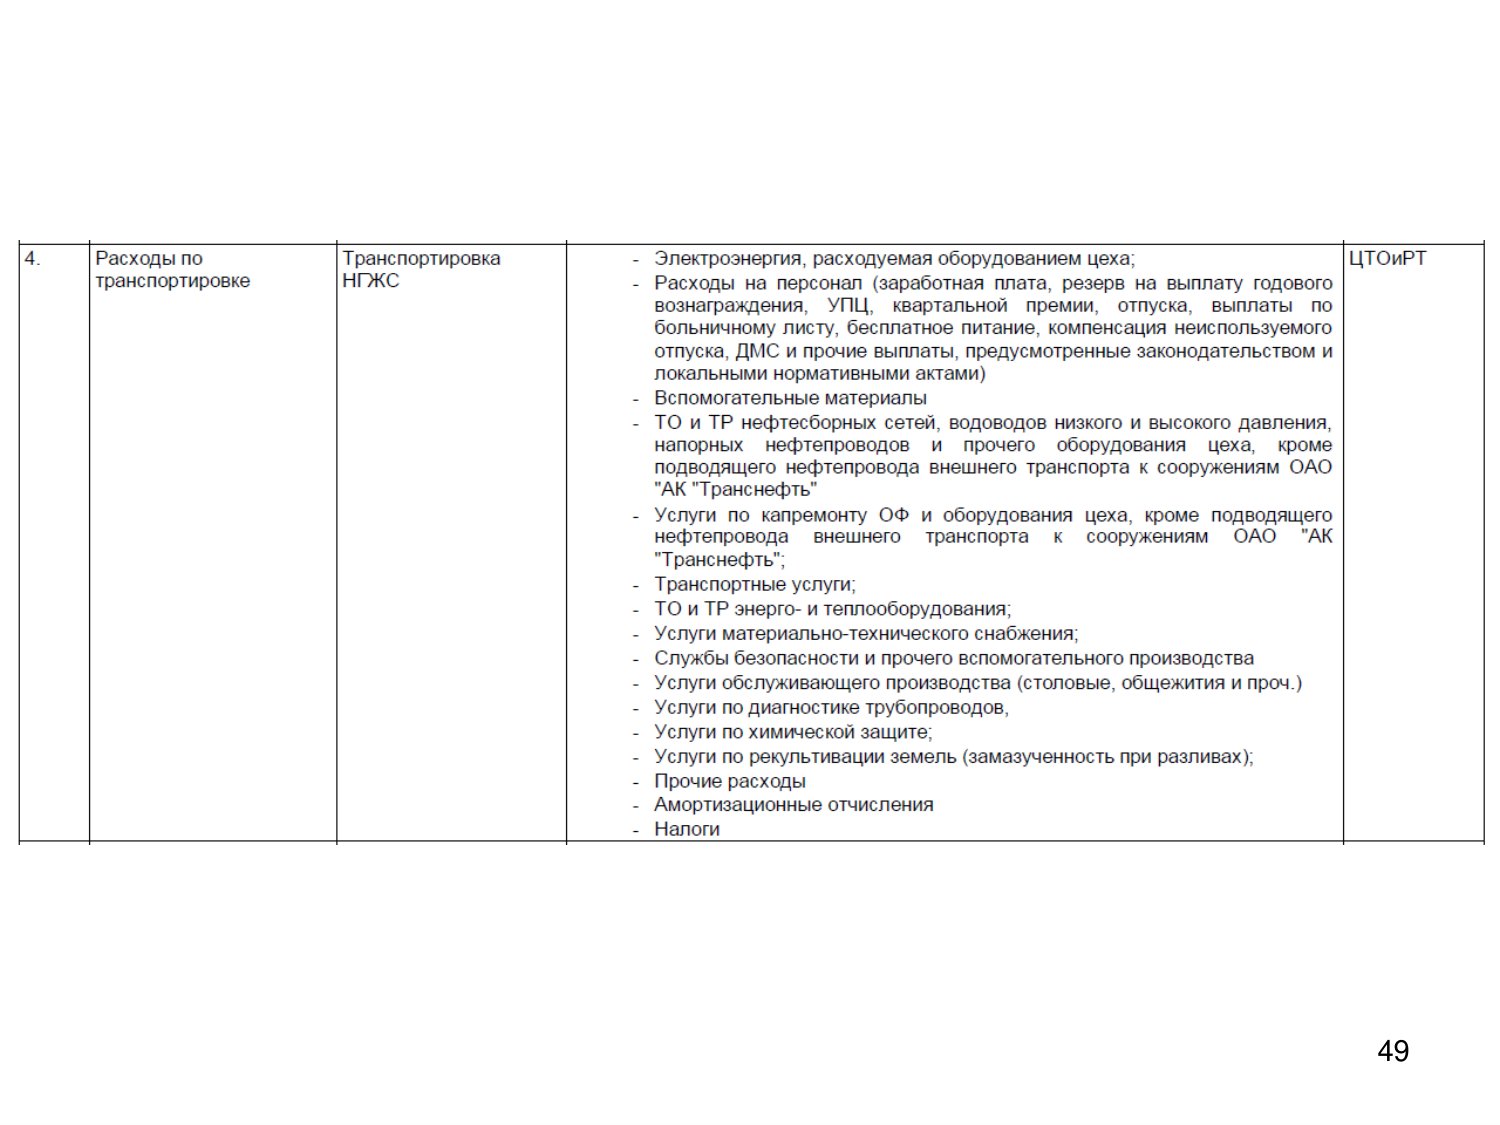 4.
Расходы по
транспортировке
Транспортировка
НГЖС
- Электроэнергия, расходуемая оборудованием цеха;
- Расходы на персонал (заработная плата, резерв на выплату годового
вознаграждения, УПЦ, квартальной премии, отпуска, выплаты по
больничному листу, бесплатное питание, компенсация неиспользуемого
отпуска, ДМС и прочие выплаты, предусмотренные законодательством и
локальными нормативными актами)
- Вспомогательные материалы
- ТО и ТР нефтесборных сетей, водоводов низкого и высокого давления,
напорных нефтепроводов и прочего оборудования цеха, кроме
подводящего нефтепровода внешнего транспорта к сооружениям ОАО
"АК "Транснефть"
- Услуги по капремонту ОФ и оборудования цеха, кроме подводящего
нефтепровода внешнего транспорта к сооружениям ОАО "АК
"Транснефть";
- Транспортные услуги;
- ТО и ТР энерго- и теплооборудования;
- Услуги материально-технического снабжения;
- Службы безопасности и прочего вспомогательного производства
- Услуги обслуживающего производства (столовые, общежития и проч.)
- Услуги по диагностике трубопроводов,
- Услуги по химической защите;
- Услуги по рекультивации земель (замазученность при разливах);
- Прочие расходы
- Амортизационные отчисления
- Налоги
ЦТОиРТ
49